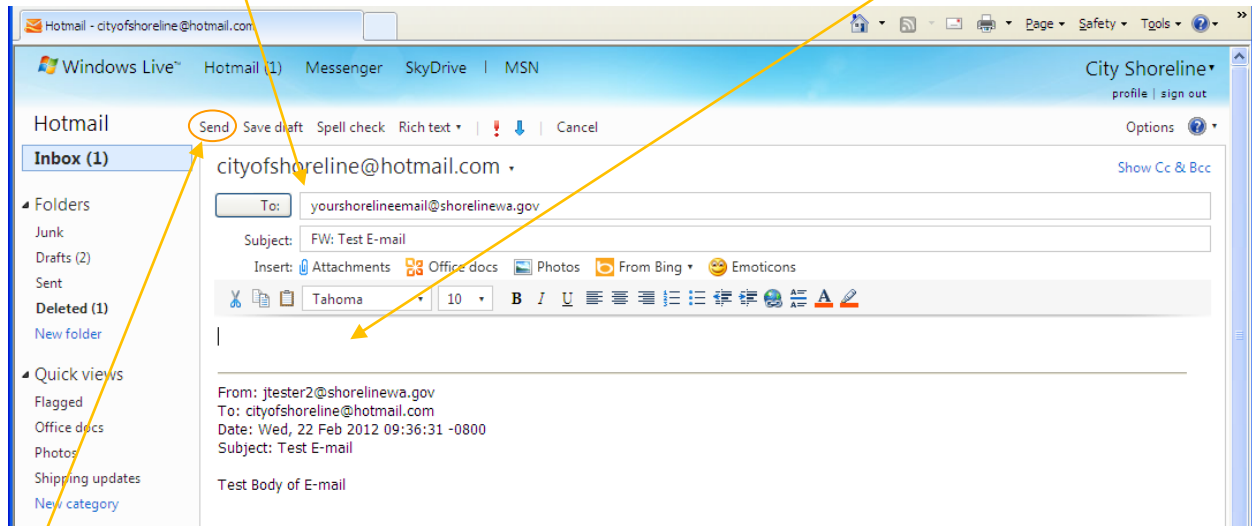 Hotmail - cityofshoreline@hotmail.com
Page Safety Tools »
Windows Live™ Hotmail (1) Messenger SkyDrive | MSN City Shoreline
profile | sign out
Hotmail Send Save draft Spell check Rich text | | Cancel Options
Inbox (1) cityofshoreline@hotmail.com Show Cc & Bcc
Folders To: yourshorelineemail@shorelinewa.gov
Junk Subject: FW: Test E-mail
Drafts (2) Insert: Attachments Office docs Photos From Bing Emoticons
Sent
Deleted (1) Tahoma 10 B I U A
New folder
Quick views
Flagged From: jtester2@shorelinewa.gov
To: cityofshoreline@hotmail.com
Office docs Date: Wed, 22 Feb 2012 09:36:31 -0800
Photos Subject: Test E-mail
Shipping updates Test Body of E-mail
New category